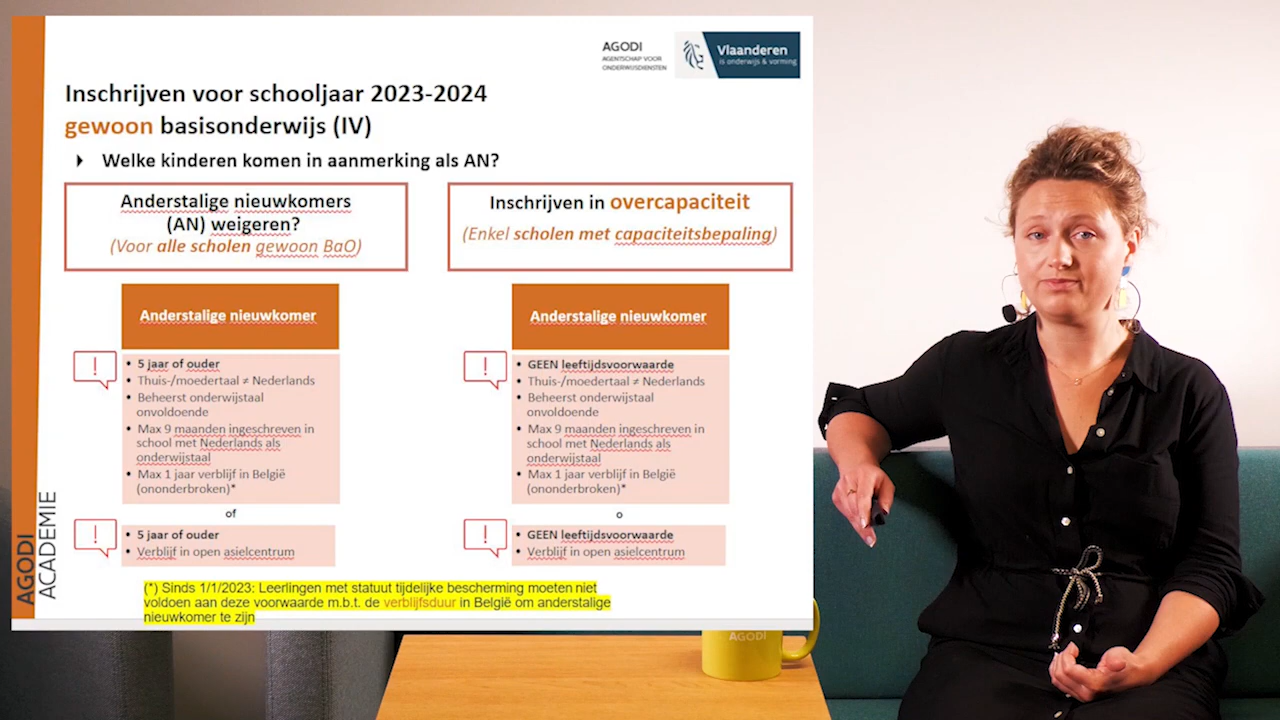 AGODI
AGENTSCHAP VOOR
ONDERWIJSDIENSTEN
Vlaanderen
is onderwijs & vorming
Inschrijven voor schooljaar 2023-2024
gewoon basisonderwijs (IV)
Welke kinderen komen in aanmerking als AN?
Anderstalige nieuwkomers
(AN) weigeren?
(Voor alle scholen gewoon BaO)
Inschrijven in overcapaciteit
(Enkel scholen met capaciteitsbepaling)
Anderstalige nieuwkomer
!
• 5 jaar of ouder
• Thuis-/moedertaal ≠ Nederlands
• Beheerst onderwijstaal
onvoldoende
• Max 9 maanden ingeschreven in
school met Nederlands als
onderwijstaal
• Max 1 jaar verblijf in België
(ononderbroken)*
of
!
• 5 jaar of ouder
• Verblijf in open asielcentrum
Anderstalige nieuwkomer
!
• GEEN leeftijdsvoorwaarde
• Thuis-/moedertaal ≠ Nederlands
• Beheerst onderwijstaal
onvoldoende
• Max 9 maanden ingeschreven in
school met Nederlands als
onderwijstaal
• Max 1 jaar verblijf in België
(ononderbroken)*
o
!
• GEEN leeftijdsvoorwaarde
• Verblijf in open asielcentrum
(*) Sinds 1/1/2023: Leerlingen met statuut tijdelijke bescherming moeten niet
voldoen aan deze voorwaarde m.b.t. de verblijfsduur in België om anderstalige
nieuwkomer te zijn
AGODI
ACADEMIE
AGODI